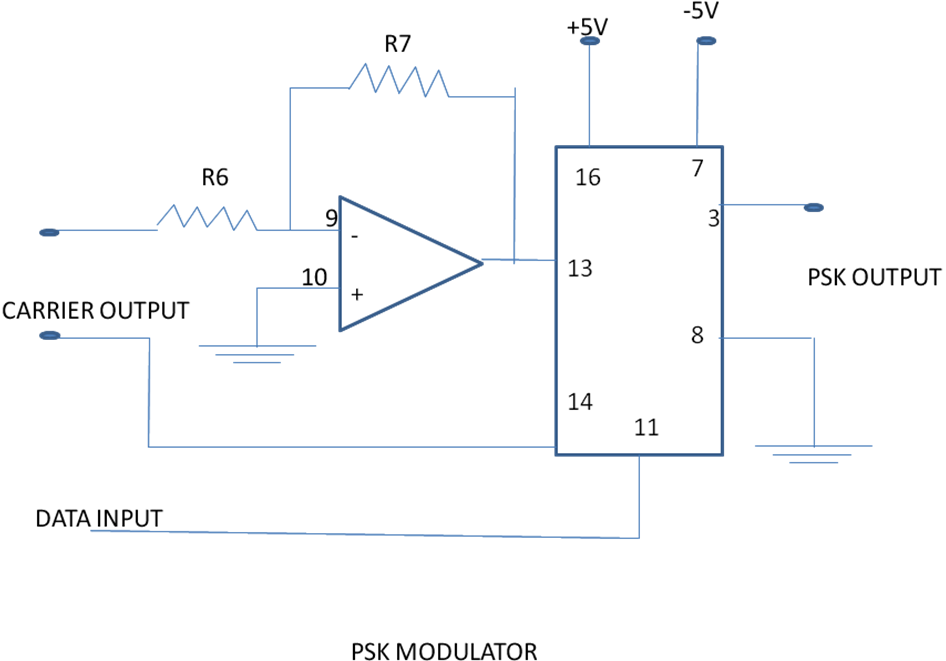 -5V
+5V
R7
R6
16
7
9
-
3
13
10
+
PSK OUTPUT
CARRIER OUTPUT
8
14
11
DATA INPUT
PSK MODULATOR